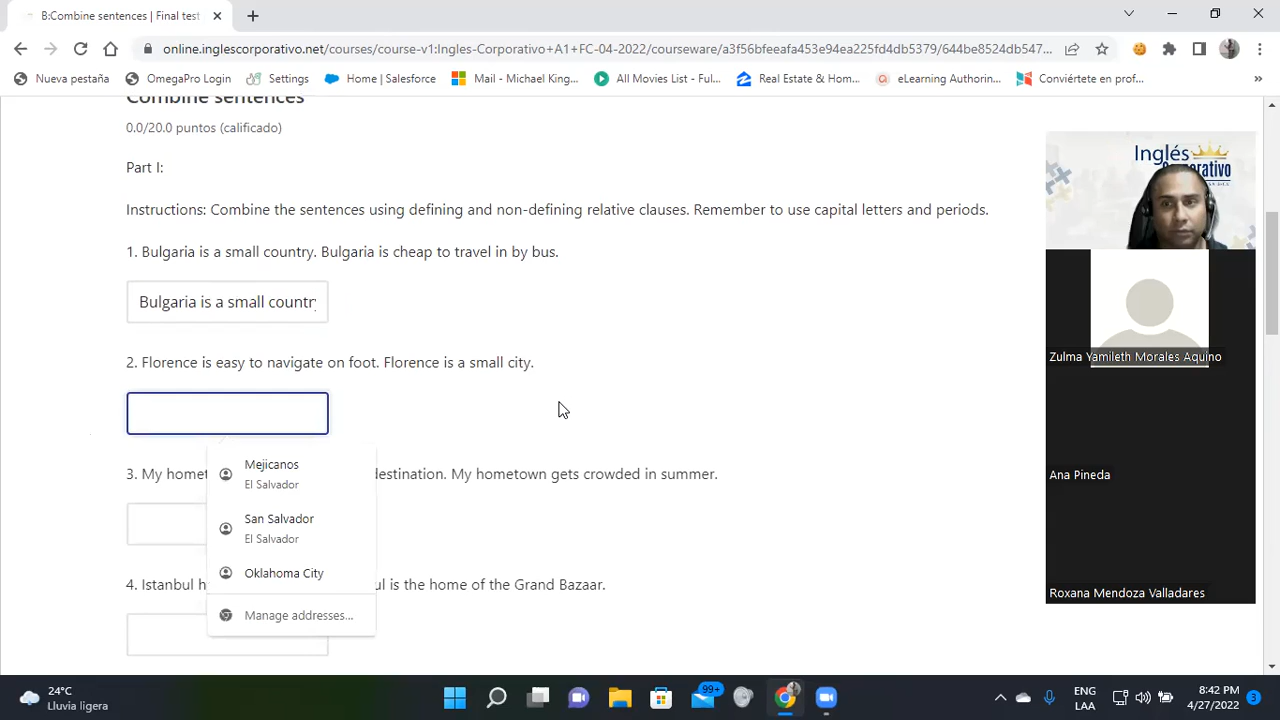 B:Combine sentences | Final test
online.inglescorporativo.net/courses/course-v1:Ingles-Corporativo+A1+FC-04-2022/courseware/a3f56bfeeafa453e94ea225fd4db5379/644be8524db547...
Nueva pestaña
OmegaPro Login
Settings
Home | Salesforce
Mail - Michael King...
All Movies List - Ful...
Real Estate & Hom...
eLearning Authorin...
Conviértete en prof...
»
Combine sentences
0.0/20.0 puntos (calificado)
Part I:
Instructions: Combine the sentences using defining and non-defining relative clauses. Remember to use capital letters and periods.
1. Bulgaria is a small country. Bulgaria is cheap to travel in by bus.
Bulgaria is a small country
2. Florence is easy to navigate on foot. Florence is a small city.
Mejicanos
El Salvador
3. My homet
destination. My hometown gets crowded in summer.
San Salvador
El Salvador
Oklahoma City
4. Istanbul h
ul is the home of the Grand Bazaar.
Manage addresses...
Inglés
Corporativo
Zulma Yamileth Morales Aquino
Ana Pineda
Roxana Mendoza Valladares
24°C
Lluvia ligera
99+
ENG
LAA
8:42 PM
4/27/2022
3